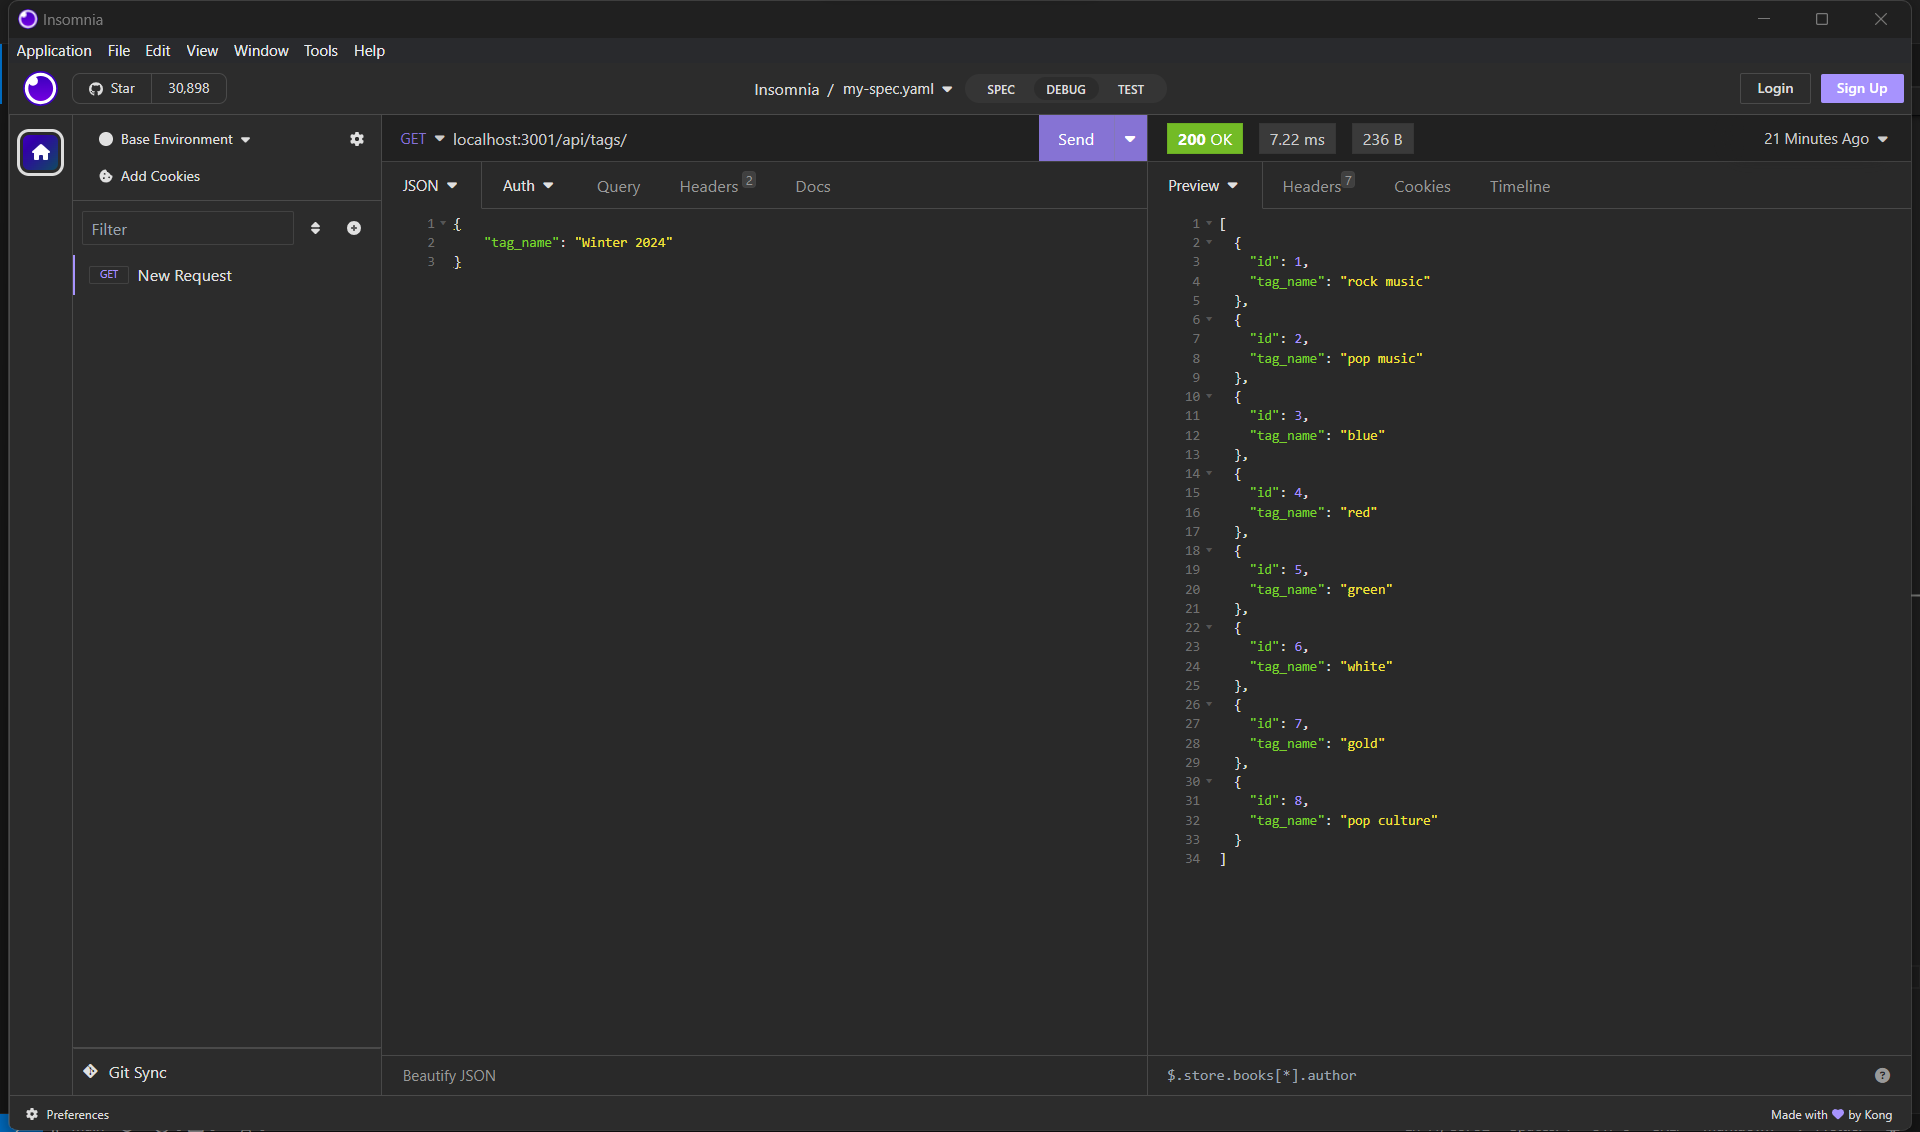 Insomnia
Application File Edit View Window Tools Help
Star 30,898
Insomnia / my-spec.yaml
SPEC DEBUG TEST
Login Sign Up
Base Environment
Add Cookies
Filter
GET New Request
Git Sync
Preferences
GET localhost:3001/api/tags/ Send
JSON Auth Query Headers 2 Docs
1 {
2 "tag_name": "Winter 2024"
3 }
Beautify JSON
200 OK 7.22 ms 236 B 21 Minutes Ago
Preview Headers 7 Cookies Timeline
1 [
2 {
3 "id": 1,
4 "tag_name": "rock music"
5 },
6 {
7 "id": 2,
8 "tag_name": "pop music"
9 },
10 {
11 "id": 3,
12 "tag_name": "blue"
13 },
14 {
15 "id": 4,
16 "tag_name": "red"
17 },
18 {
19 "id": 5,
20 "tag_name": "green"
21 },
22 {
23 "id": 6,
24 "tag_name": "white"
25 },
26 {
27 "id": 7,
28 "tag_name": "gold"
29 },
30 {
31 "id": 8,
32 "tag_name": "pop culture"
33 }
34 ]
$.store.books[*].author
Made with 💜 by Kong